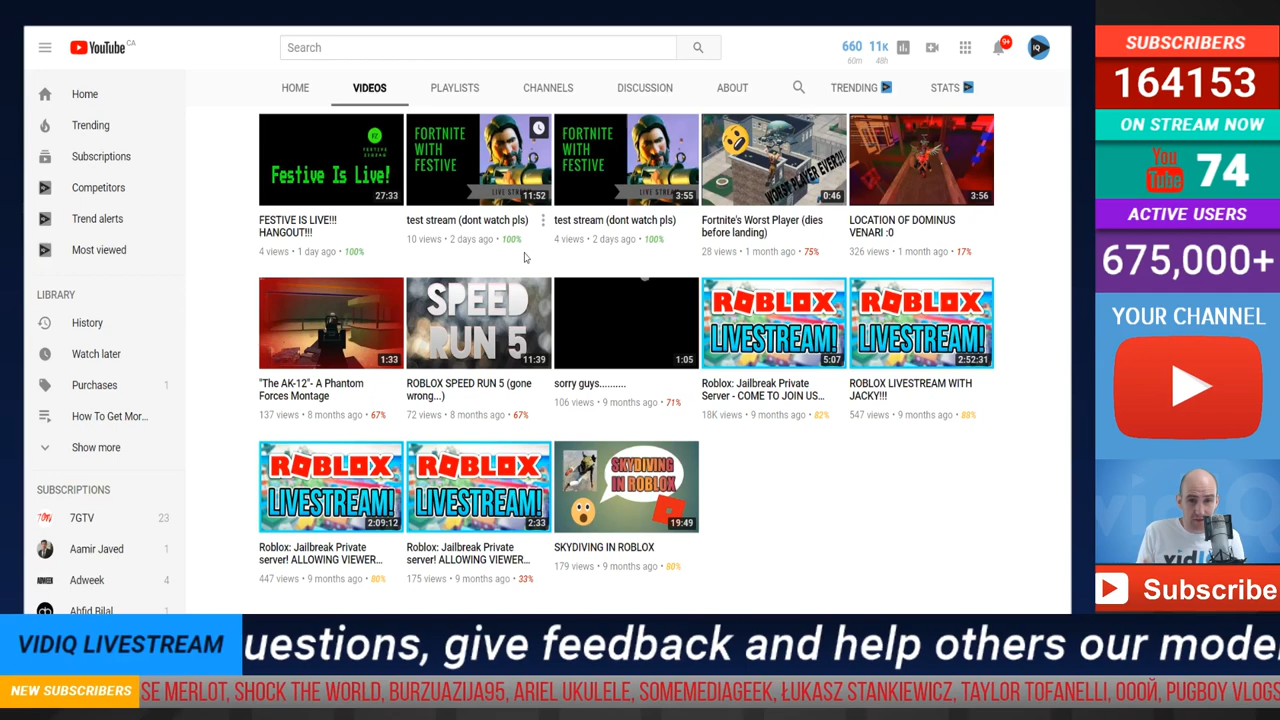 YouTube CA
Search
660 11K
60m 48h
9+
IQ
HOME VIDEOS PLAYLISTS CHANNELS DISCUSSION ABOUT TRENDING STATS
Home
Trending
Subscriptions
Competitors
Trend alerts
Most viewed
LIBRARY
History
Watch later
Purchases 1
How To Get Mor...
Show more
SUBSCRIPTIONS
7GTV 23
Aamir Javed 1
Adweek 4
Ahfid Bilal
Festive Is Live!
27:33
FESTIVE IS LIVE!!!
HANGOUT!!!
4 views • 1 day ago • 100%
FORTNITE
WITH
FESTIVE
11:52
test stream (dont watch pls)
10 views • 2 days ago • 100%
FORTNITE
WITH
FESTIVE
3:55
test stream (dont watch pls)
4 views • 2 days ago • 100%
WORST PLAYER EVER!!!
0:46
Fortnite's Worst Player (dies
before landing)
28 views • 1 month ago • 75%
3:56
LOCATION OF DOMINUS
VENARI :0
326 views • 1 month ago • 17%
1:33
"The AK-12"- A Phantom
Forces Montage
137 views • 8 months ago • 67%
SPEED
RUN 5
11:39
ROBLOX SPEED RUN 5 (gone
wrong...)
72 views • 8 months ago • 67%
1:05
sorry guys..........
106 views • 9 months ago • 71%
ROBLOX
LIVESTREAM!
5:07
Roblox: Jailbreak Private
Server - COME TO JOIN US...
18K views • 9 months ago • 82%
ROBLOX
LIVESTREAM!
2:52:31
ROBLOX LIVESTREAM WITH
JACKY!!!
547 views • 9 months ago • 88%
ROBLOX
LIVESTREAM!
2:09:12
Roblox: Jailbreak Private
server! ALLOWING VIEWER...
447 views • 9 months ago • 80%
ROBLOX
LIVESTREAM!
2:33
Roblox: Jailbreak Private
server! ALLOWING VIEWER...
175 views • 9 months ago • 33%
SKYDIVING
IN ROBLOX
19:49
SKYDIVING IN ROBLOX
179 views • 9 months ago • 80%
SUBSCRIBERS
164153
ON STREAM NOW
You
Tube 74
ACTIVE USERS
675,000+
YOUR CHANNEL
Subscribe
VIDIQ LIVESTREAM
uestions, give feedback and help others our mode
NEW SUBSCRIBERS
SE MERLOT, SHOCK THE WORLD, BURZUAZIJA95, ARIEL UKULELE, SOMEMEDIAGEEK, ŁUKASZ STANKIEWICZ, TAYLOR TOFANELLI, ОООЙ, PUGBOY VLOGS